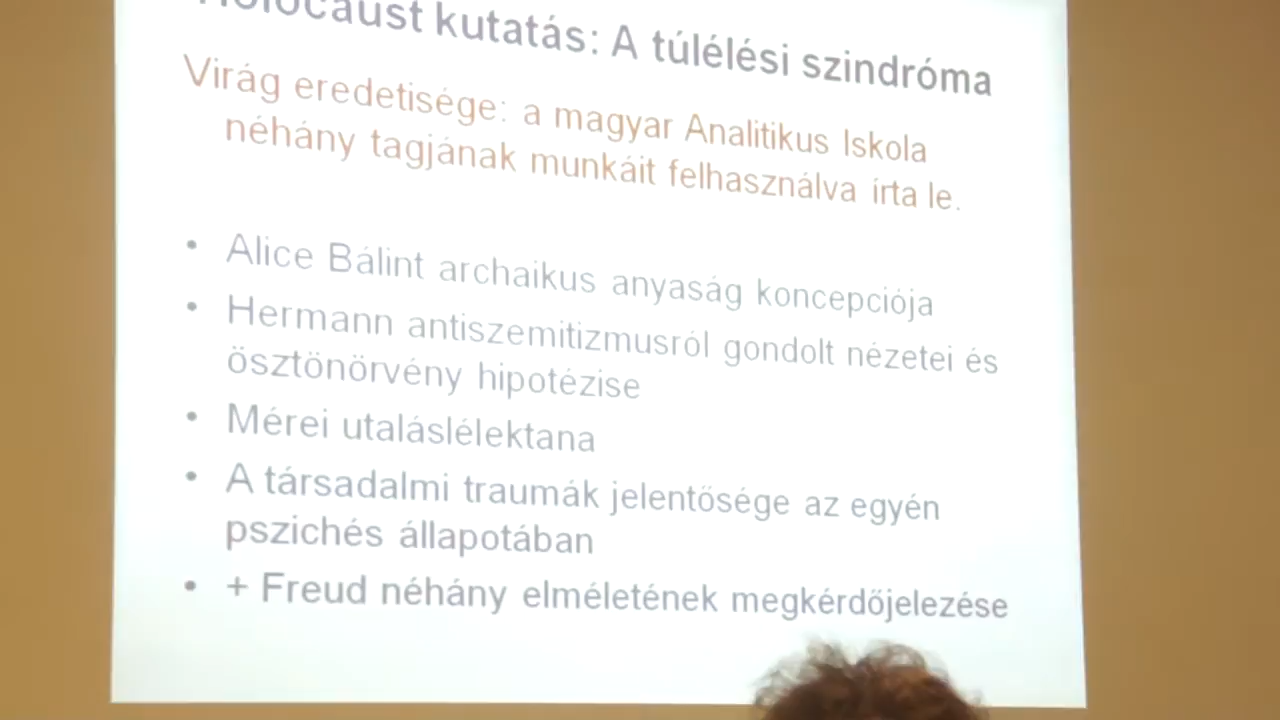 Holocaust kutatás: A túlélési szindróma
Virág eredetisége: a magyar Analitikus Iskola
néhány tagjának munkáit felhasználva írta le.
• Alice Bálint archaikus anyaság koncepciója
• Hermann antiszemitizmusról gondolt nézetei és
ösztönörvény hipotézise
• Mérei utaláslélektana
• A társadalmi traumák jelentősége az egyén
pszichés állapotában
• + Freud néhány elméletének megkérdőjelezése